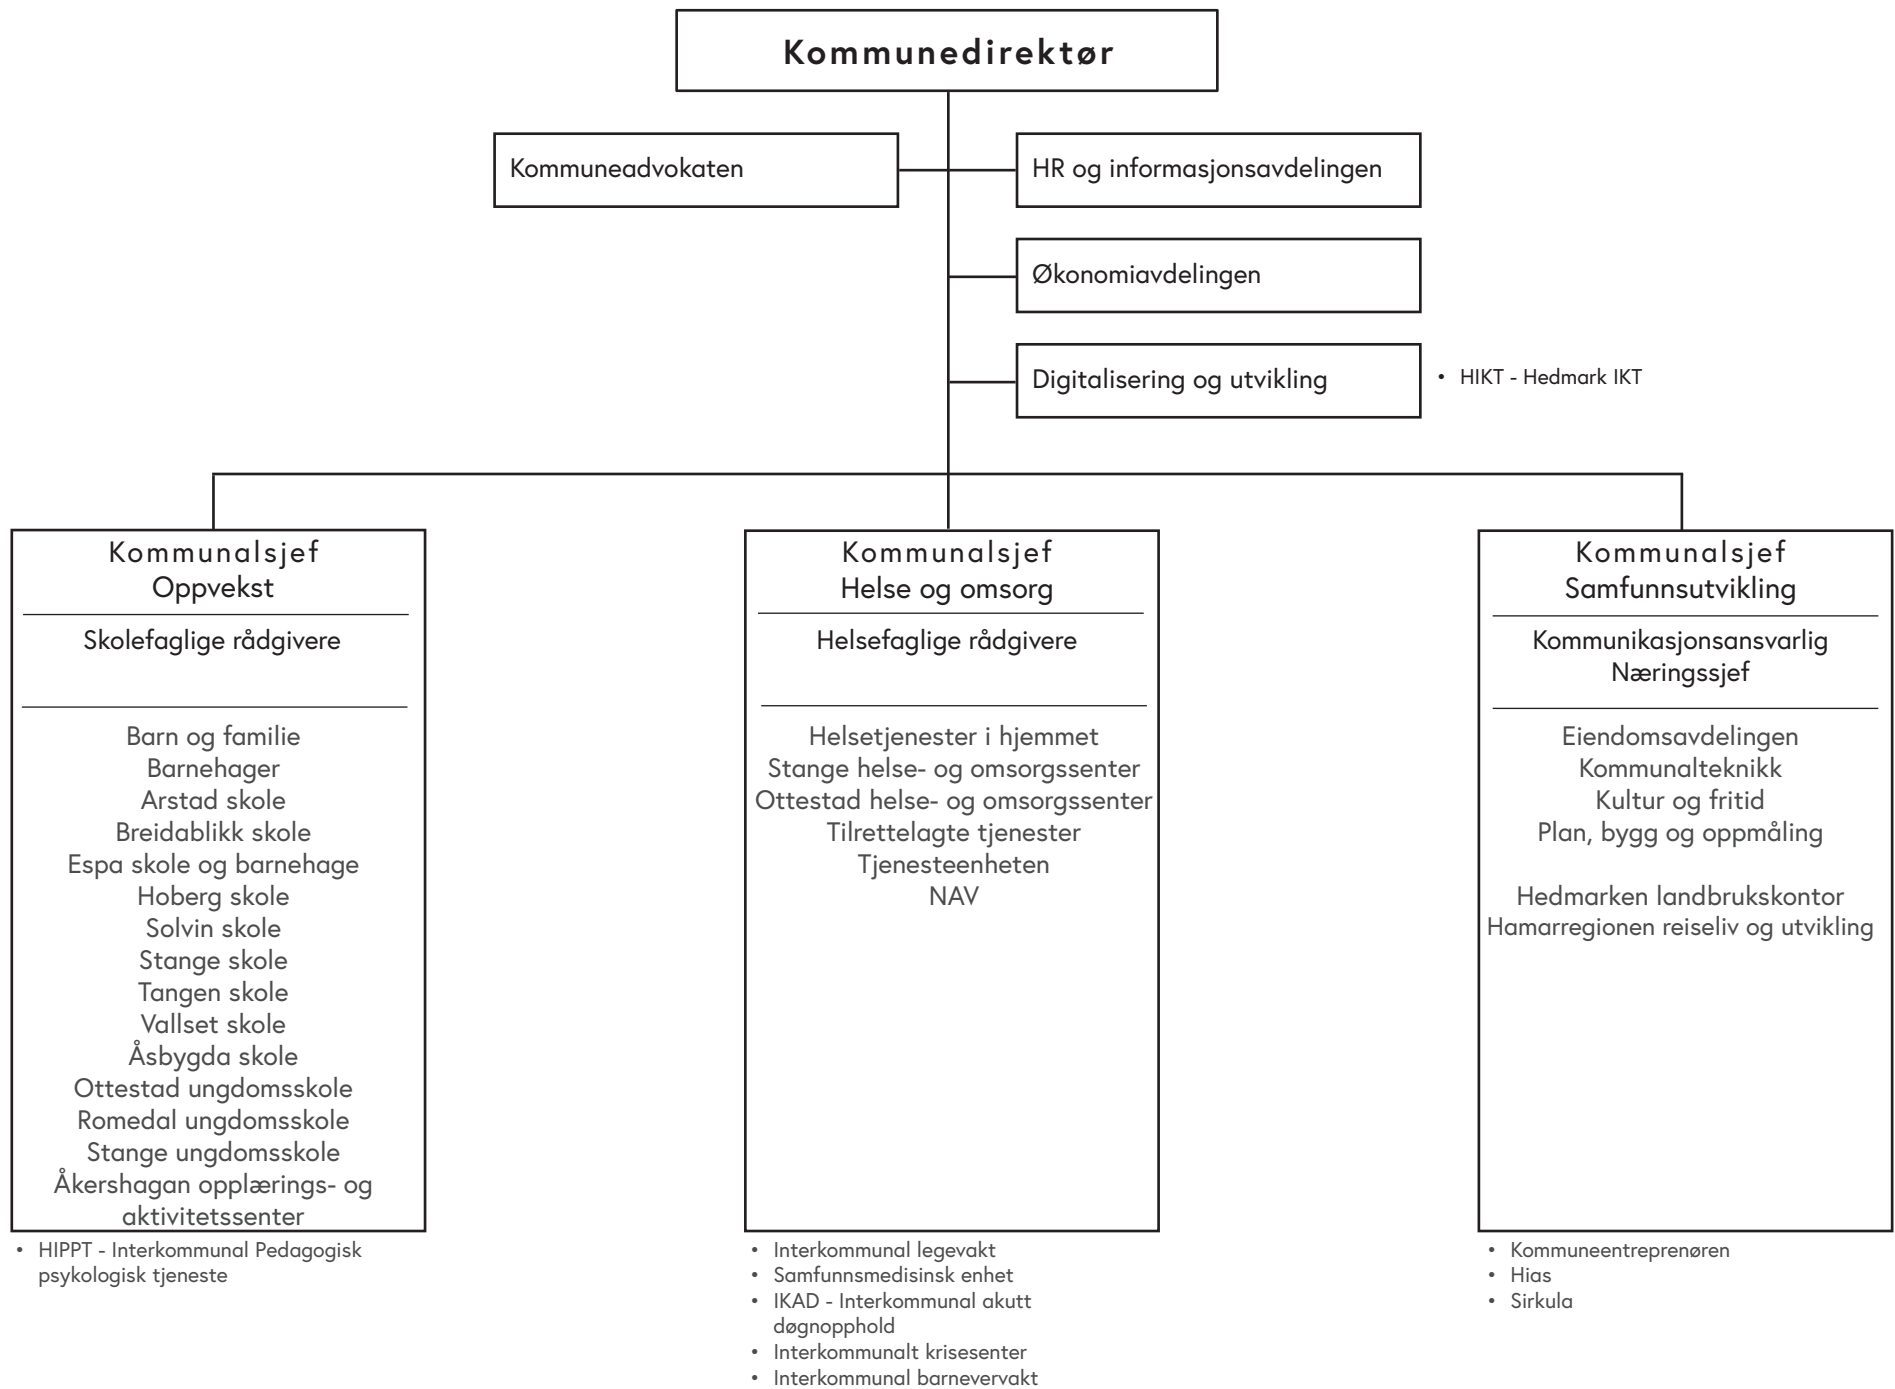 Kommunedirektør
Kommuneadvokaten
HR og informasjonsavdelingen
Økonomiavdelingen
Digitalisering og utvikling
• HIKT - Hedmark IKT
Kommunalsjef
Oppvekst
Skolefaglige rådgivere
Barn og familie
Barnehager
Arstad skole
Breidablikk skole
Espa skole og barnehage
Hoberg skole
Solvin skole
Stange skole
Tangen skole
Vallset skole
Åsbygda skole
Ottestad ungdomsskole
Romedal ungdomsskole
Stange ungdomsskole
Åkershagan opplærings- og
aktivitetssenter
• HIPPT - Interkommunal Pedagogisk
psykologisk tjeneste
Kommunalsjef
Helse og omsorg
Helsefaglige rådgivere
Helsetjenester i hjemmet
Stange helse- og omsorgssenter
Ottestad helse- og omsorgssenter
Tilrettelagte tjenester
Tjenesteenheten
NAV
• Interkommunal legevakt
• Samfunnsmedisinsk enhet
• IKAD - Interkommunal akutt
døgnopphold
• Interkommunalt krisesenter
• Interkommunal barnevervakt
Kommunalsjef
Samfunnsutvikling
Kommunikasjonsansvarlig
Næringssjef
Eiendomsavdelingen
Kommunalteknikk
Kultur og fritid
Plan, bygg og oppmåling
Hedmarken landbrukskontor
Hamarregionen reiseliv og utvikling
• Kommuneentreprenøren
• Hias
• Sirkula